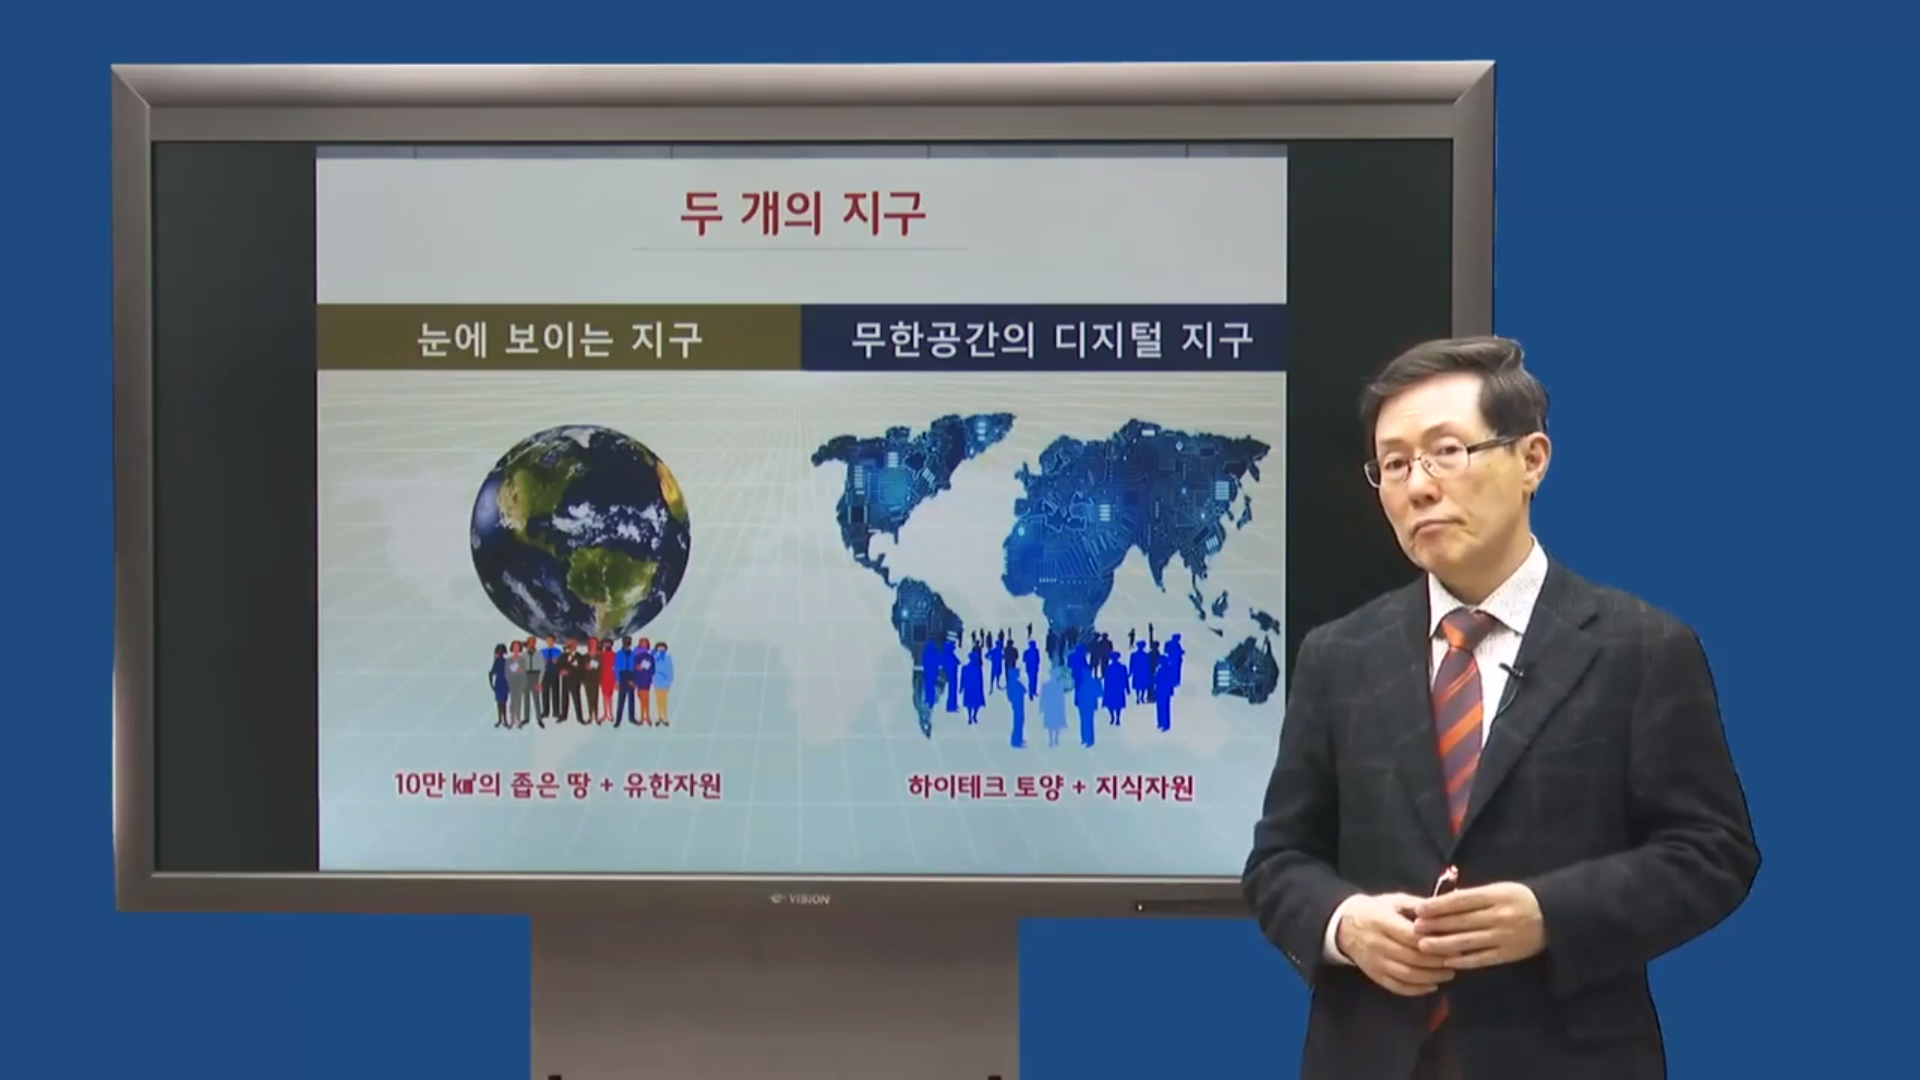 두 개의 지구
눈에 보이는 지구
무한공간의 디지털 지구
10만 ㎢의 좁은 땅 + 유한자원
하이테크 토양 + 지식자원
e-VISION